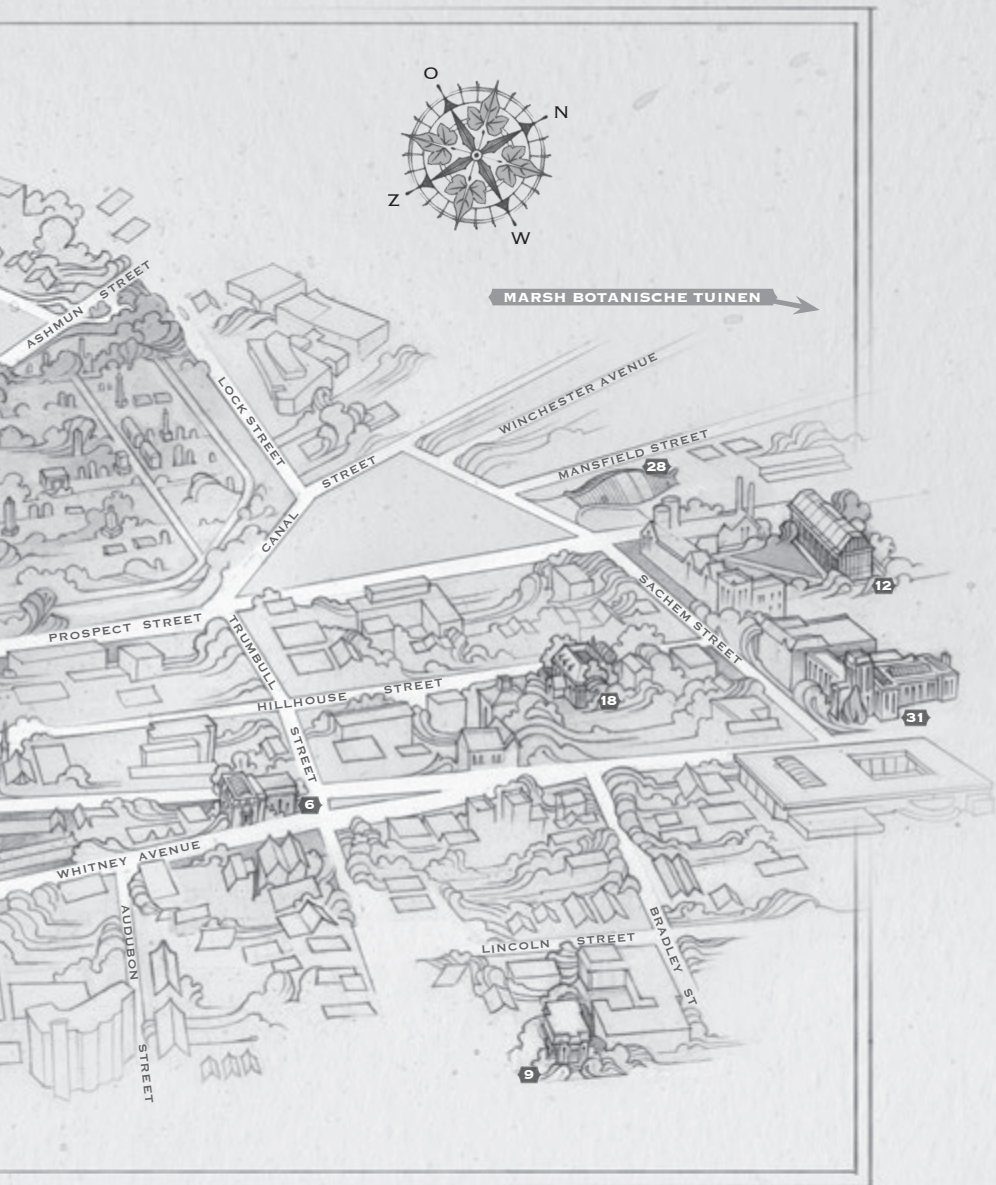 O
N
Z
W
MARSH BOTANISCHE TUINEN
ASHMUN STREET
LOCK STREET
CANAL STREET
WINCHESTER AVENUE
MANSFIELD STREET
28
12
SACHEM STREET
PROSPECT STREET
TRUMBULL STREET
HILLHOUSE STREET
18
31
6
WHITNEY AVENUE
AUDUBON STREET
LINCOLN STREET
BRADLEY ST
9